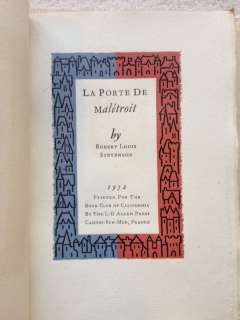 LA PORTE DE
Malétroit
by
ROBERT LOUIS
STEVENSON
1952
PRINTED FOR THE
BOOK CLUB OF CALIFORNIA
BY THE L-D ALLEN PRESS
CAGNES-SUR-MER, FRANCE